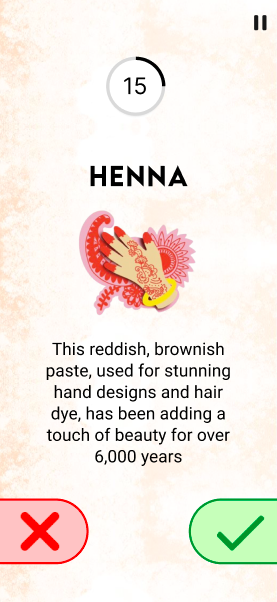 15
HENNA
This reddish, brownish
paste, used for stunning
hand designs and hair
dye, has been adding a
touch of beauty for over
6,000 years